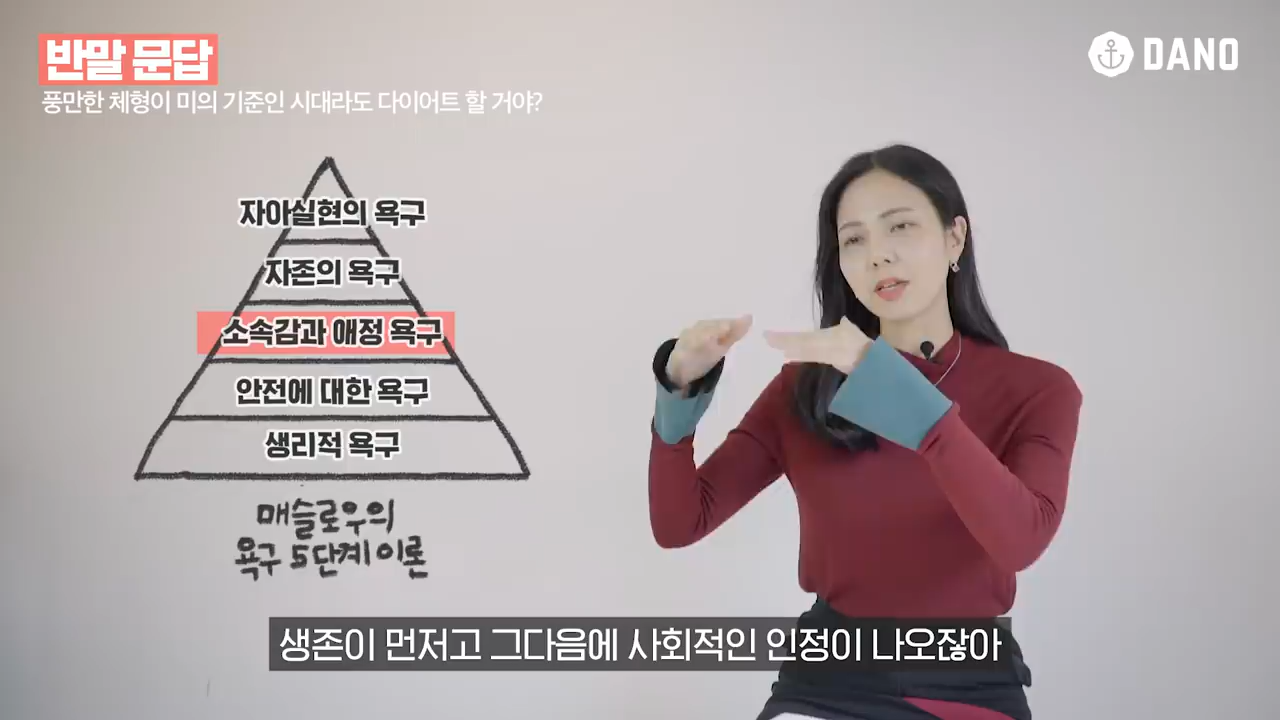 반말 문답
DANO
풍만한 체형이 미의 기준인 시대라도 다이어트 할 거야?
자아실현의 욕구
자존의 욕구
소속감과 애정 욕구
안전에 대한 욕구
생리적 욕구
매슬로우의
욕구 5단계 이론
생존이 먼저고 그다음에 사회적인 인정이 나오잖아